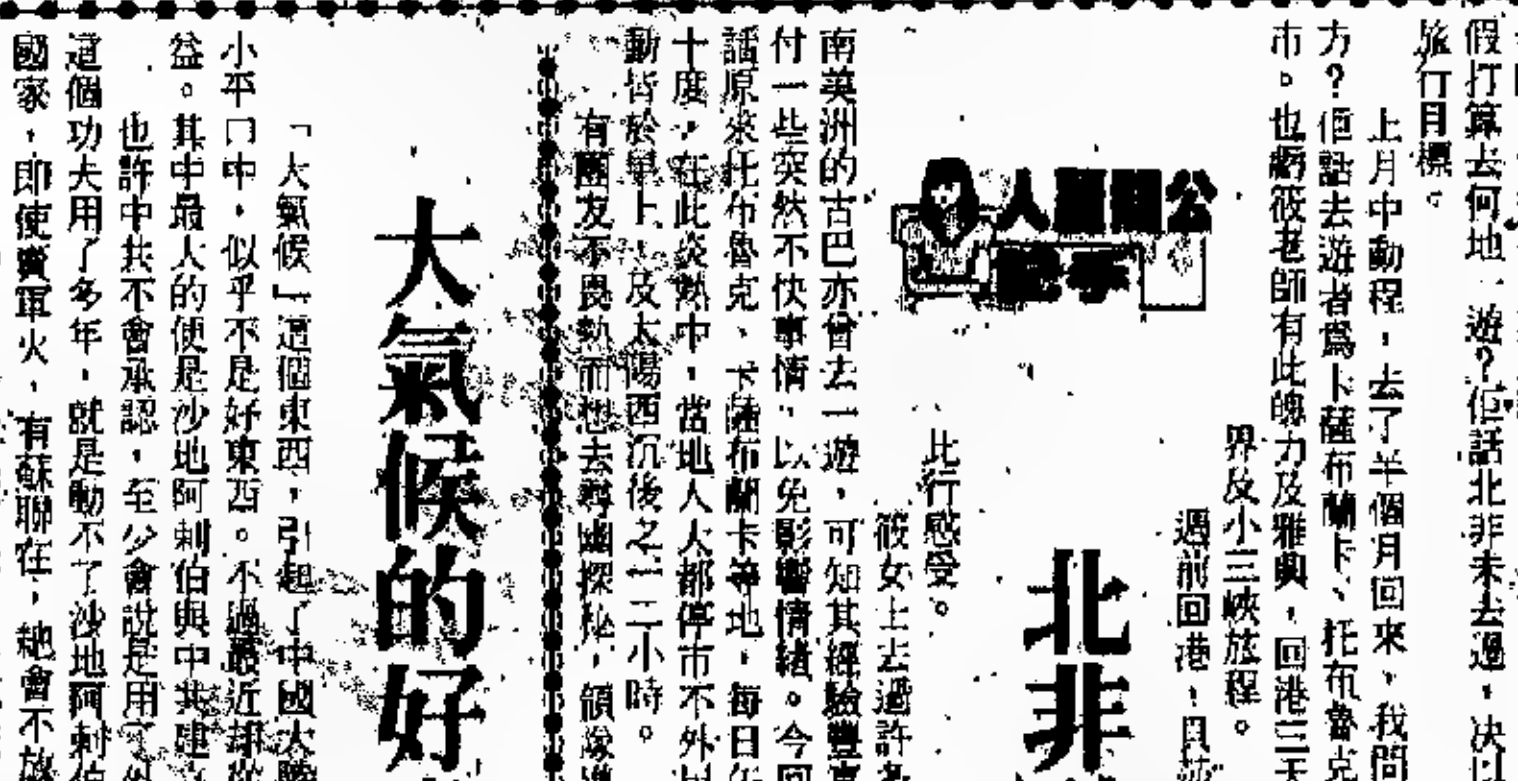 假打算去何地一遊?佢話北非未去過,決
旅行目標。
上月中動程,去了半個月回來,我問
方?佢話去遊者爲卡薩布蘭卡、托布魯克
市。也虧筱老師有此魄力及雅興,回港三天
界及小三峽放程。
週前回港,
北非
公關麗人
手記
此行感受。
筱女士去過許多
南美洲的古巴亦曾去一遊,可知其經驗豐
付一些突然不快事情,以免影響情緒。今回
話原來托布魯克、卡薩布蘭卡等地,每日午
十度,在此炎熱中,當地人大都停市不外
動皆於早上,及太陽西沉後之二三小時。
有團友不畏熱而想去尋幽探秘,領隊
大氣候的好
「大氣候」這個東西,引起了中國大陸
小平口中,似乎不是好東西。不過最近却從
益。其中最大的便是沙地阿剌伯與中共建
也許中共不會承認,至少會說是用了外
這個功夫用了多年,就是動不了沙地阿剌伯
國家,即使賣軍火,有蘇聯在,她會不放